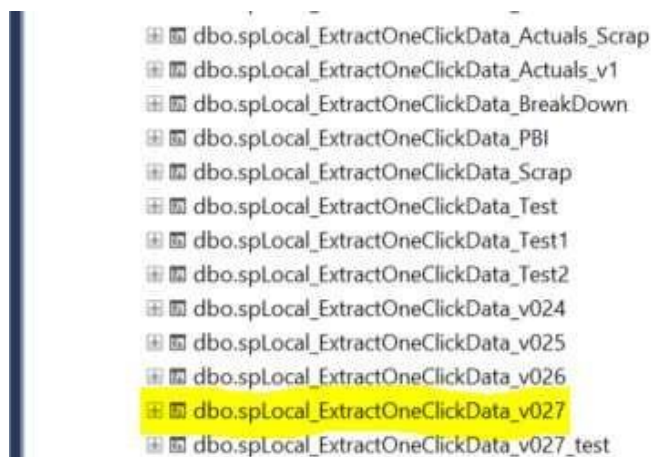 dbo.spLocal_ExtractOneClickData_Actuals_Scrap
dbo.spLocal_ExtractOneClickData_Actuals_v1
dbo.spLocal_ExtractOneClickData_BreakDown
dbo.spLocal_ExtractOneClickData_PBI
dbo.spLocal_ExtractOneClickData_Scrap
dbo.spLocal_ExtractOneClickData_Test
dbo.spLocal_ExtractOneClickData_Test1
dbo.spLocal_ExtractOneClickData_Test2
dbo.spLocal_ExtractOneClickData_v024
dbo.spLocal_ExtractOneClickData_v025
dbo.spLocal_ExtractOneClickData_v026
dbo.spLocal_ExtractOneClickData_v027
dbo.spLocal_ExtractOneClickData_v027_test